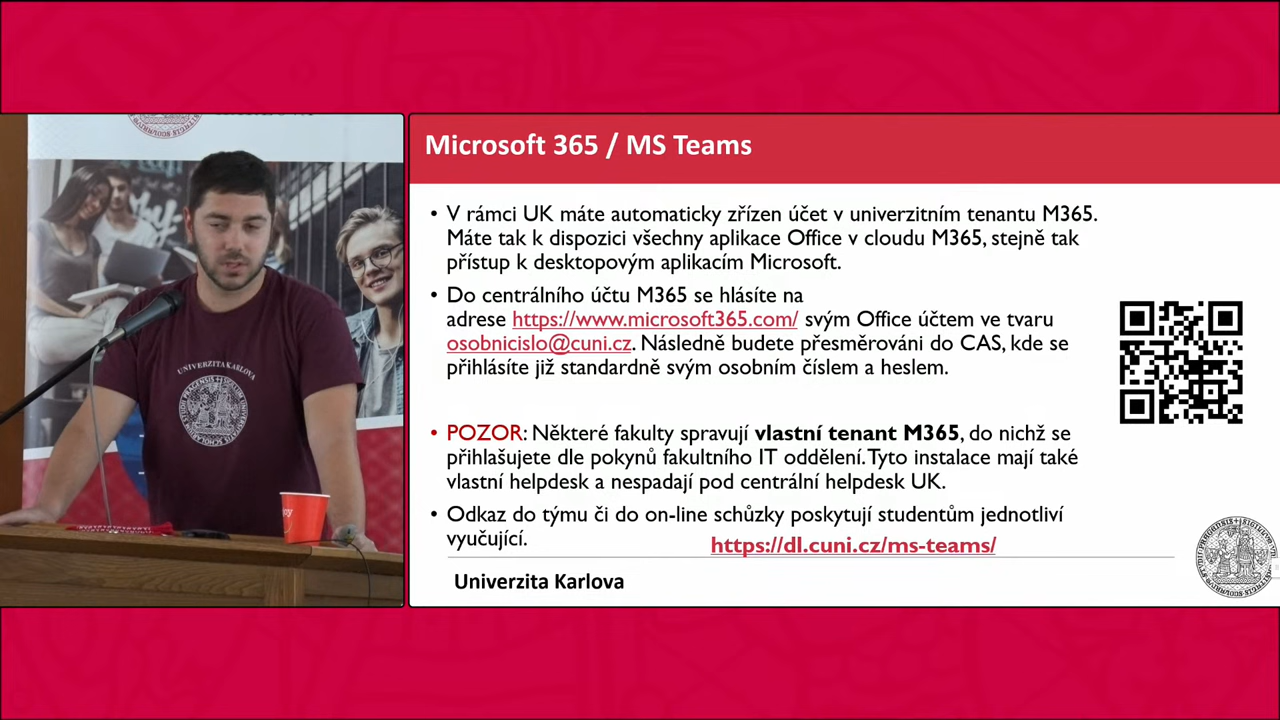 Microsoft 365 / MS Teams
• V rámci UK máte automaticky zřízen účet v univerzitním tenantu M365.
Máte tak k dispozici všechny aplikace Office v cloudu M365, stejně tak
přístup k desktopovým aplikacím Microsoft.
• Do centrálního účtu M365 se hlásíte na
adrese https://www.microsoft365.com/ svým Office účtem ve tvaru
osobnicislo@cuni.cz. Následně budete přesměrováni do CAS, kde se
přihlásíte již standardně svým osobním číslem a heslem.
• POZOR: Některé fakulty spravují vlastní tenant M365, do nichž se
přihlašujete dle pokynů fakultního IT oddělení. Tyto instalace mají také
vlastní helpdesk a nespadají pod centrální helpdesk UK.
• Odkaz do týmu či do on-line schůzky poskytují studentům jednotliví
vyučující.
https://dl.cuni.cz/ms-teams/
Univerzita Karlova
UNIVERZITA KARLOVA